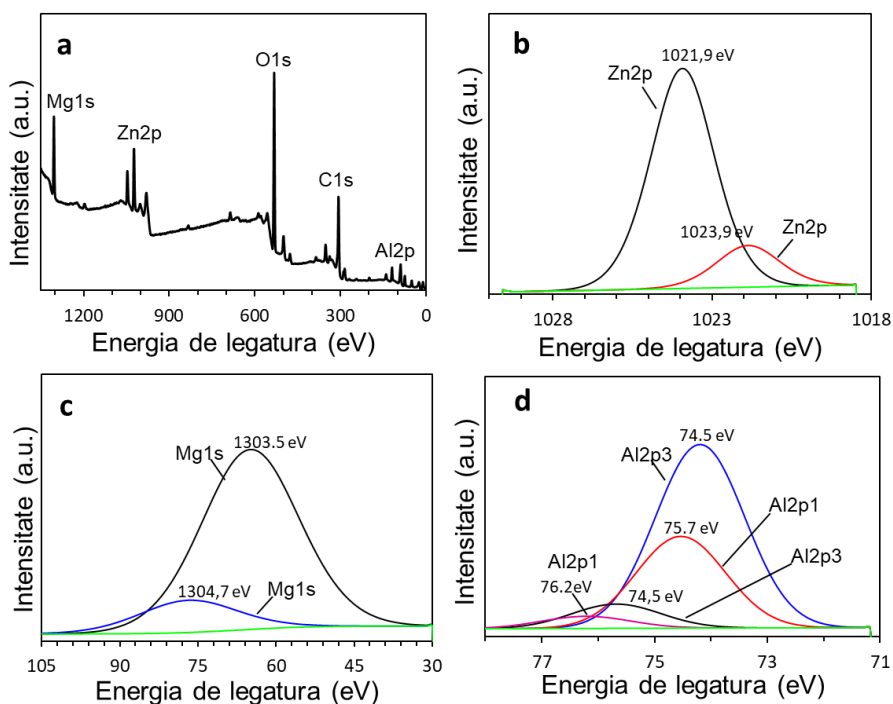 a
Intensitate (a.u.)
Mg1s
Zn2p
O1s
C1s
Al2p
1200
900
600
300
0
Energia de legatura (eV)
b
Intensitate (a.u.)
1021,9 eV
Zn2p
1023,9 eV
Zn2p
1028
1023
1018
Energia de legatura (eV)
c
Intensitate (a.u.)
1303.5 eV
Mg1s
1304,7 eV
Mg1s
105
90
75
60
45
30
Energia de legatura (eV)
d
Intensitate (a.u.)
74.5 eV
Al2p3
Al2p1
75.7 eV
Al2p1
Al2p3
76.2eV
74,5 eV
77
75
73
71
Energia de legatura (eV)